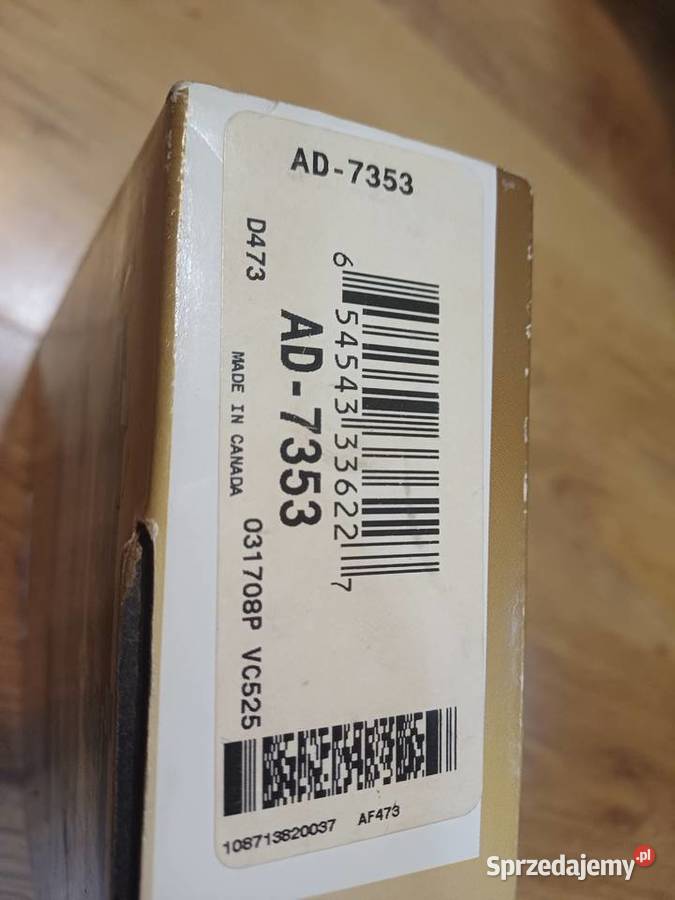 AD-7353
D473
6 54543 33622 7
AD-7353
MADE IN CANADA
031708P VC525
108713820037 AF473
Sprzedajemy.pl